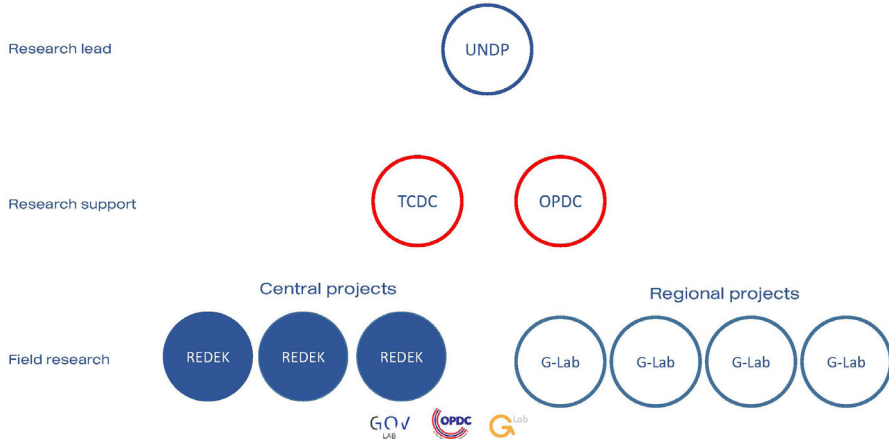 Research lead
UNDP
Research support
TCDC
OPDC
Central projects
Regional projects
Field research
REDEK
REDEK
REDEK
G-Lab
G-Lab
G-Lab
G-Lab
GOV
LAB
OPDC
G Lab